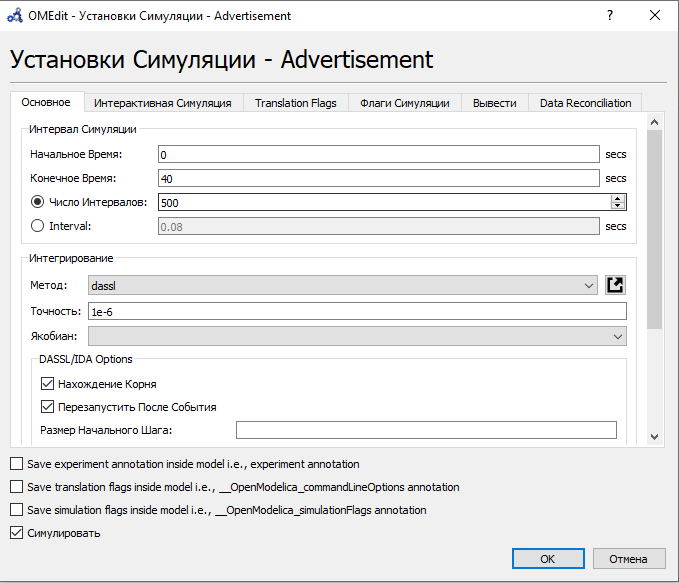 OMEdit - Установки Симуляции - Advertisement
Установки Симуляции - Advertisement
Основное Интерактивная Симуляция Translation Flags Флаги Симуляции Вывести Data Reconciliation
Интервал Симуляции
Начальное Время: 0 secs
Конечное Время: 40 secs
Число Интервалов: 500
Interval: 0.08 secs
Интегрирование
Метод: dassl
Точность: 1e-6
Якобиан:
DASSL/IDA Options
Нахождение Корня
Перезапустить После События
Размер Начального Шага:
Save experiment annotation inside model i.e., experiment annotation
Save translation flags inside model i.e., __OpenModelica_commandLineOptions annotation
Save simulation flags inside model i.e., __OpenModelica_simulationFlags annotation
Симулировать
OK Отмена